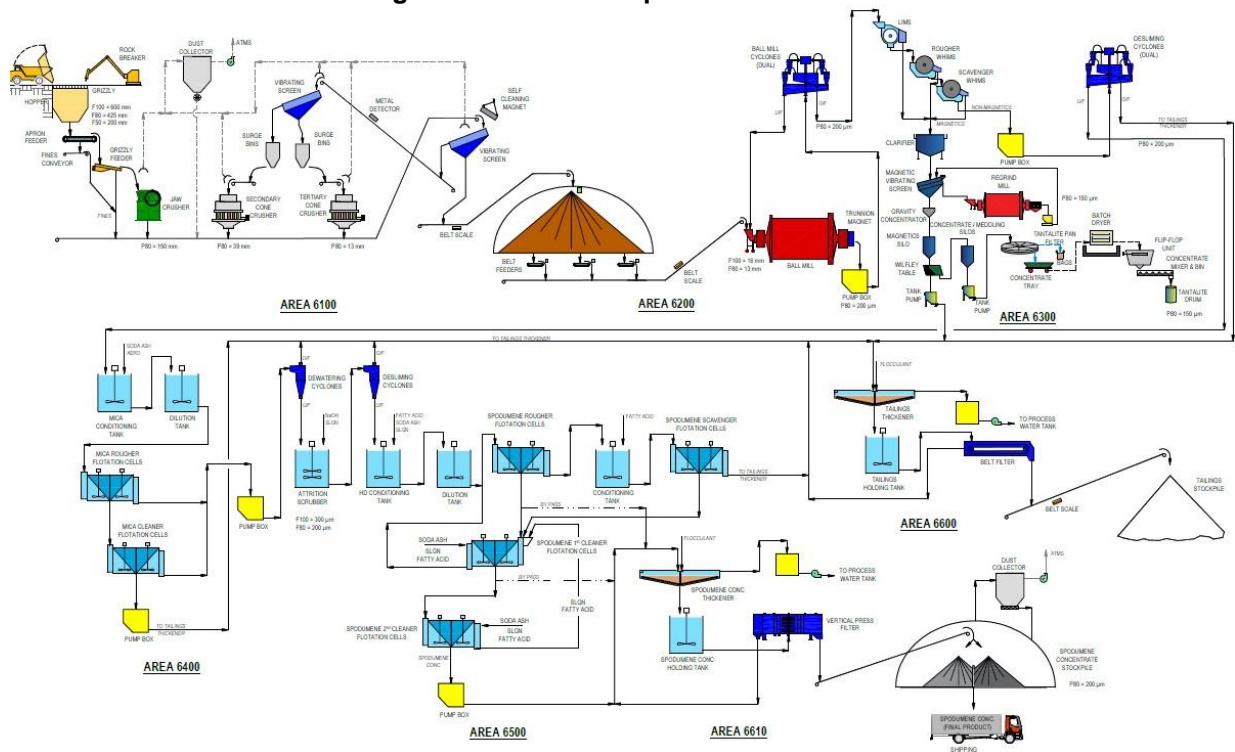 ROCK
BREAKER
DUST
COLLECTOR
ATMS
HOPPER
GRIZZLY
F100 = 600 mm
F80 = 425 mm
F50 = 200 mm
APRON
FEEDER
FINES
CONVEYOR
GRIZZLY
FEEDER
FINES
JAW
CRUSHER
P80 = 150 mm
VIBRATING
SCREEN
SURGE
BINS
SURGE
BINS
SECONDARY
CONE
CRUSHER
TERTIARY
CONE
CRUSHER
P80 = 39 mm
P80 = 13 mm
METAL
DETECTOR
SELF
CLEANING
MAGNET
VIBRATING
SCREEN
BELT SCALE
AREA 6100
BELT
FEEDERS
BELT
SCALE
AREA 6200
BALL MILL
CYCLONES
(DUAL)
O/F
U/F
P80 = 200 µm
F100 = 16 mm
F80 = 13 mm
BALL MILL
TRUNNION
MAGNET
PUMP BOX
P80 = 200 µm
LIMS
ROUGHER
WHIMS
SCAVENGER
WHIMS
NON-MAGNETICS
MAGNETICS
PUMP BOX
DESLIMING
CYCLONES
(DUAL)
U/F
O/F
TO TAILINGS
THICKENER
P80 = 200 µm
CLARIFIER
MAGNETIC
VIBRATING
SCREEN
REGRIND
MILL
P80 = 150 µm
GRAVITY
CONCENTRATOR
CONCENTRATE / MIDDLING
SILOS
MAGNETICS
SILO
WILFLEY
TABLE
TANK
PUMP
TANK
PUMP
TANTALITE PAN
FILTER
BAGS
CONCENTRATE
TRAY
BATCH
DRYER
FLIP-FLOP
UNIT
CONCENTRATE
MIXER & BIN
TANTALITE
DRUM
P80 = 150 µm
AREA 6300
TO TAILINGS THICKENER
SODA ASH
AERO
MICA
CONDITIONING
TANK
DILUTION
TANK
MICA ROUGHER
FLOTATION CELLS
MICA CLEANER
FLOTATION CELLS
PUMP BOX
TO TAILINGS
THICKENER
AREA 6400
PUMP BOX
O/F
DEWATERING
CYCLONES
U/F
NaOH
SLGN
ATTRITION
SCRUBBER
F100 = 300 µm
F80 = 200 µm
O/F
DESLIMING
CYCLONES
U/F
FATTY ACID
SODA ASH
SLGN
HD CONDITIONING
TANK
DILUTION
TANK
SPODUMENE ROUGHER
FLOTATION CELLS
FATTY ACID
CONDITIONING
TANK
SPODUMENE SCAVENGER
FLOTATION CELLS
TO TAILINGS
THICKENER
BY PASS
SODA ASH
SLGN
FATTY ACID
SPODUMENE 1ST CLEANER
FLOTATION CELLS
BY PASS
SLGN
FATTY ACID
SPODUMENE 2ND CLEANER
FLOTATION CELLS
SODA ASH
SLGN
FATTY ACID
SPODUMENE
CONC
PUMP BOX
AREA 6500
FLOCCULANT
SPODUMENE CONC
THICKENER
TO PROCESS
WATER TANK
SPODUMENE CONC
HOLDING TANK
VERTICAL PRESS
FILTER
AREA 6610
FLOCCULANT
TAILINGS
THICKENER
TO PROCESS
WATER TANK
TAILINGS
HOLDING TANK
BELT FILTER
AREA 6600
BELT SCALE
TAILINGS
STOCKPILE
DUST
COLLECTOR
ATMS
SPODUMENE
CONCENTRATE
STOCKPILE
P80 = 200 µm
SPODUMENE CONC.
(FINAL PRODUCT)
SHIPPING